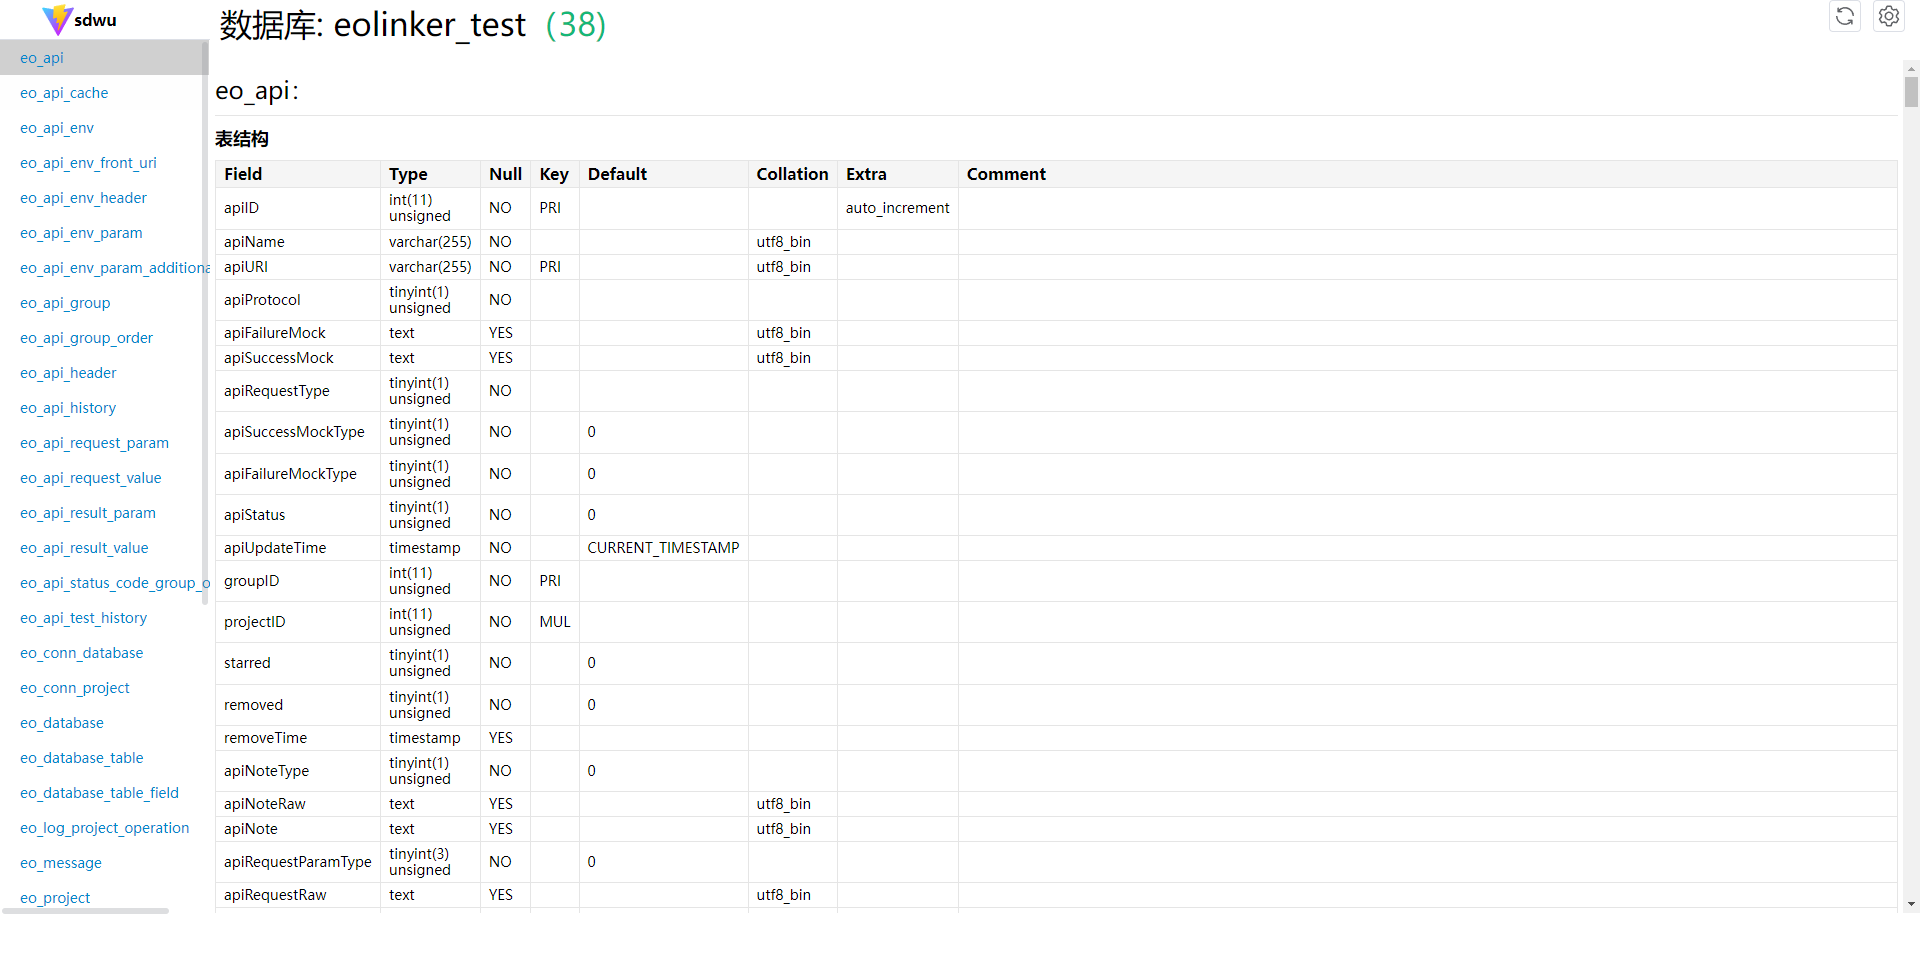 sdwu
数据库: eolinker_test (38)
eo_api
eo_api_cache
eo_api_env
eo_api_env_front_uri
eo_api_env_header
eo_api_env_param
eo_api_env_param_additiona
eo_api_group
eo_api_group_order
eo_api_header
eo_api_history
eo_api_request_param
eo_api_request_value
eo_api_result_param
eo_api_result_value
eo_api_status_code_group_o
eo_api_test_history
eo_conn_database
eo_conn_project
eo_database
eo_database_table
eo_database_table_field
eo_log_project_operation
eo_message
eo_project
eo_api:
表结构
Field Type Null Key Default Collation Extra Comment
apiID int(11) unsigned NO PRI auto_increment
apiName varchar(255) NO utf8_bin
apiURI varchar(255) NO PRI utf8_bin
apiProtocol tinyint(1) unsigned NO
apiFailureMock text YES utf8_bin
apiSuccessMock text YES utf8_bin
apiRequestType tinyint(1) unsigned NO
apiSuccessMockType tinyint(1) unsigned NO 0
apiFailureMockType tinyint(1) unsigned NO 0
apiStatus tinyint(1) unsigned NO 0
apiUpdateTime timestamp NO CURRENT_TIMESTAMP
groupID int(11) unsigned NO PRI
projectID int(11) unsigned NO MUL
starred tinyint(1) unsigned NO 0
removed tinyint(1) unsigned NO 0
removeTime timestamp YES
apiNoteType tinyint(1) unsigned NO 0
apiNoteRaw text YES utf8_bin
apiNote text YES utf8_bin
apiRequestParamType tinyint(3) unsigned NO 0
apiRequestRaw text YES utf8_bin